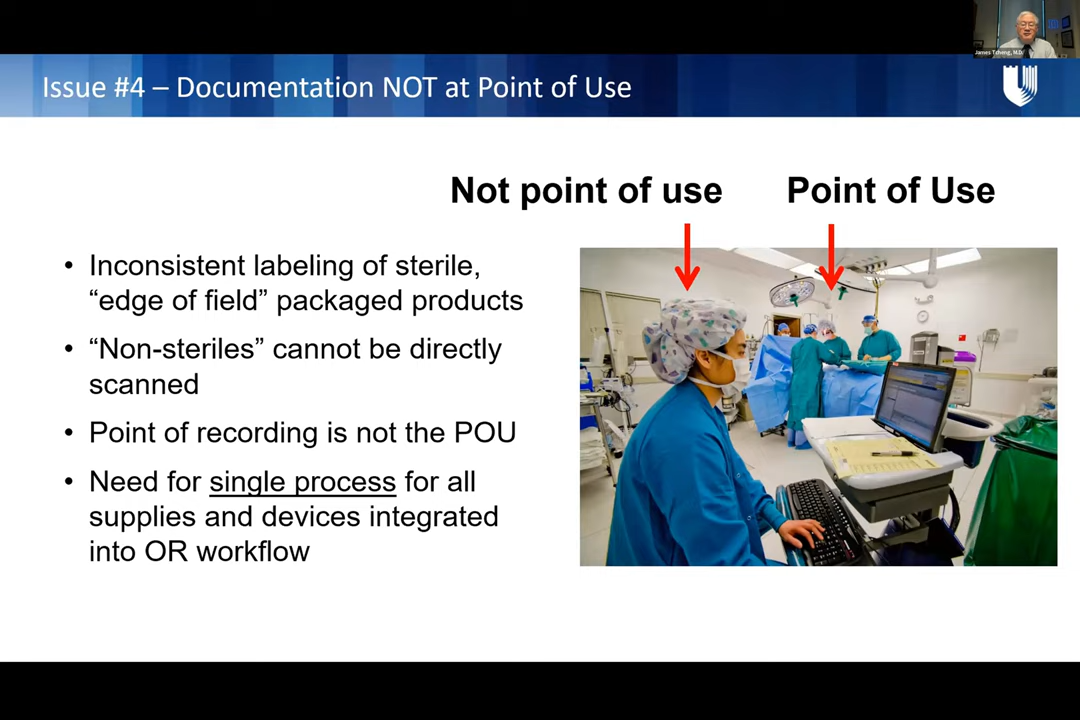 James Tcheng, M.D.
Issue #4 – Documentation NOT at Point of Use
Not point of use
Point of Use
• Inconsistent labeling of sterile,
“edge of field” packaged products
• “Non-steriles” cannot be directly
scanned
• Point of recording is not the POU
• Need for single process for all
supplies and devices integrated
into OR workflow